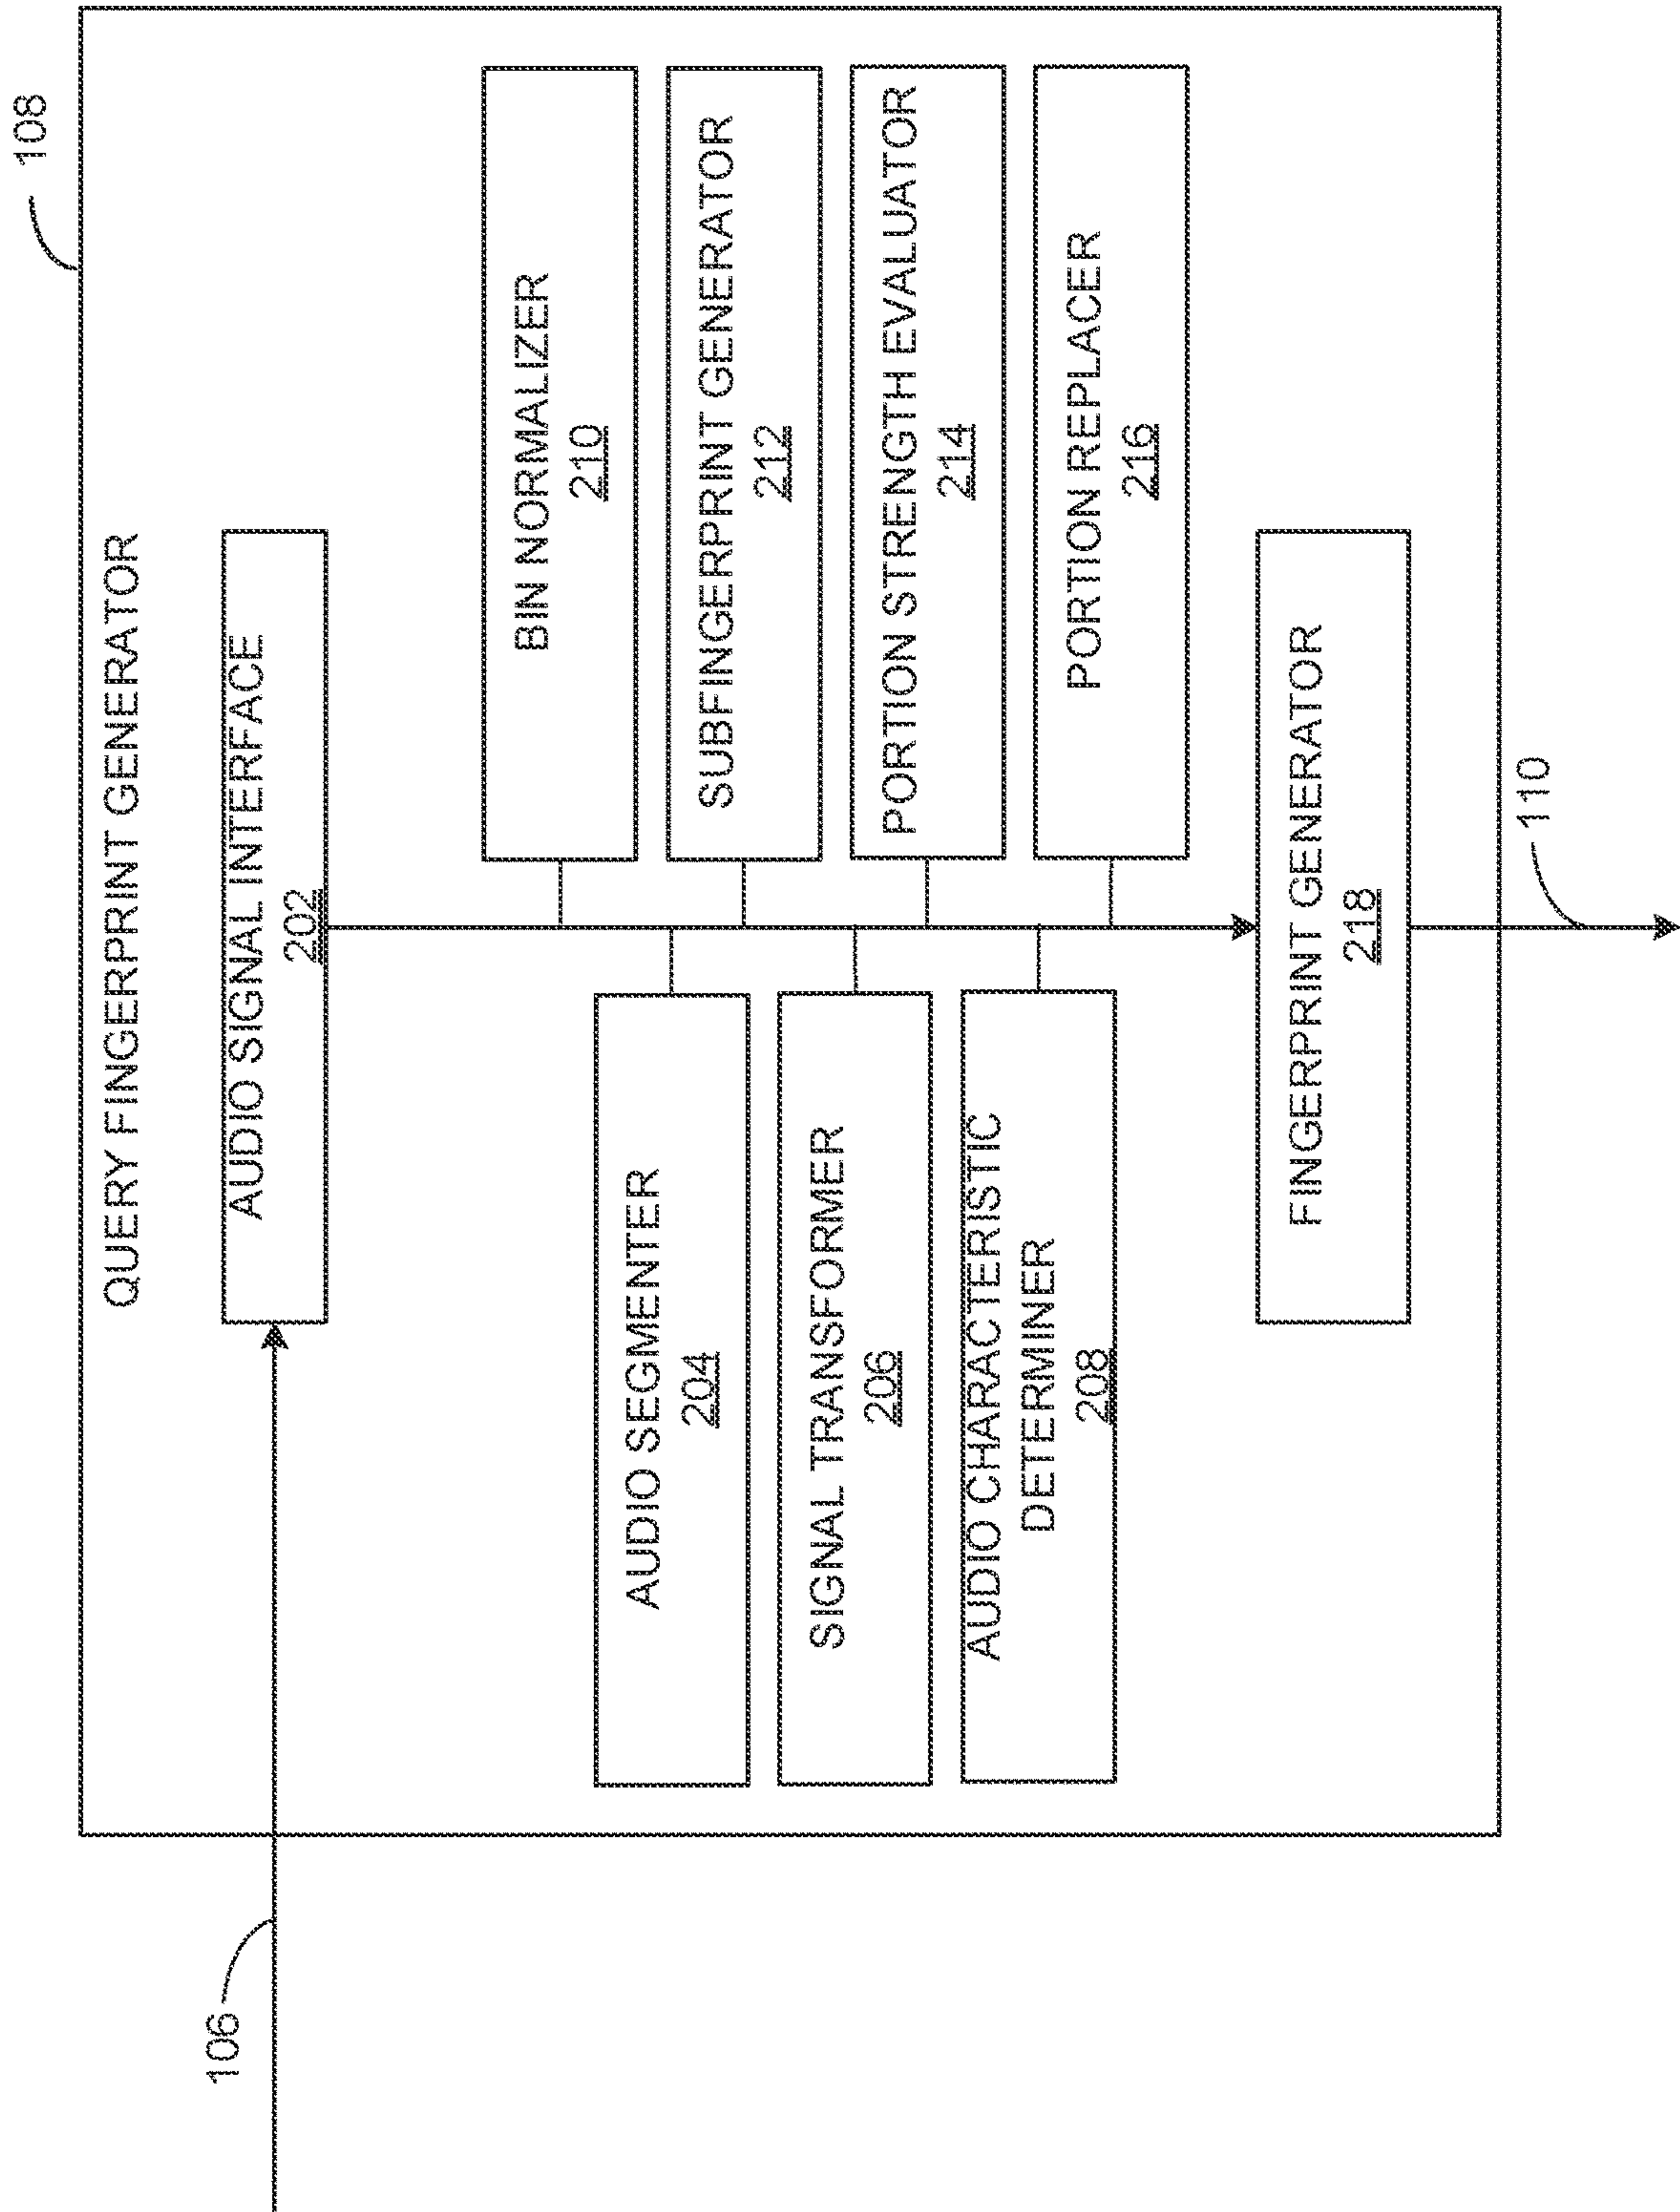 108
QUERY FINGERPRINT GENERATOR
106
AUDIO SIGNAL INTERFACE
202
BIN NORMALIZER
210
AUDIO SEGMENTER
204
SUBFINGERPRINT GENERATOR
212
SIGNAL TRANSFORMER
206
PORTION STRENGTH EVALUATOR
214
AUDIO CHARACTERISTIC
DETERMINER
208
PORTION REPLACER
216
FINGERPRINT GENERATOR
218
110